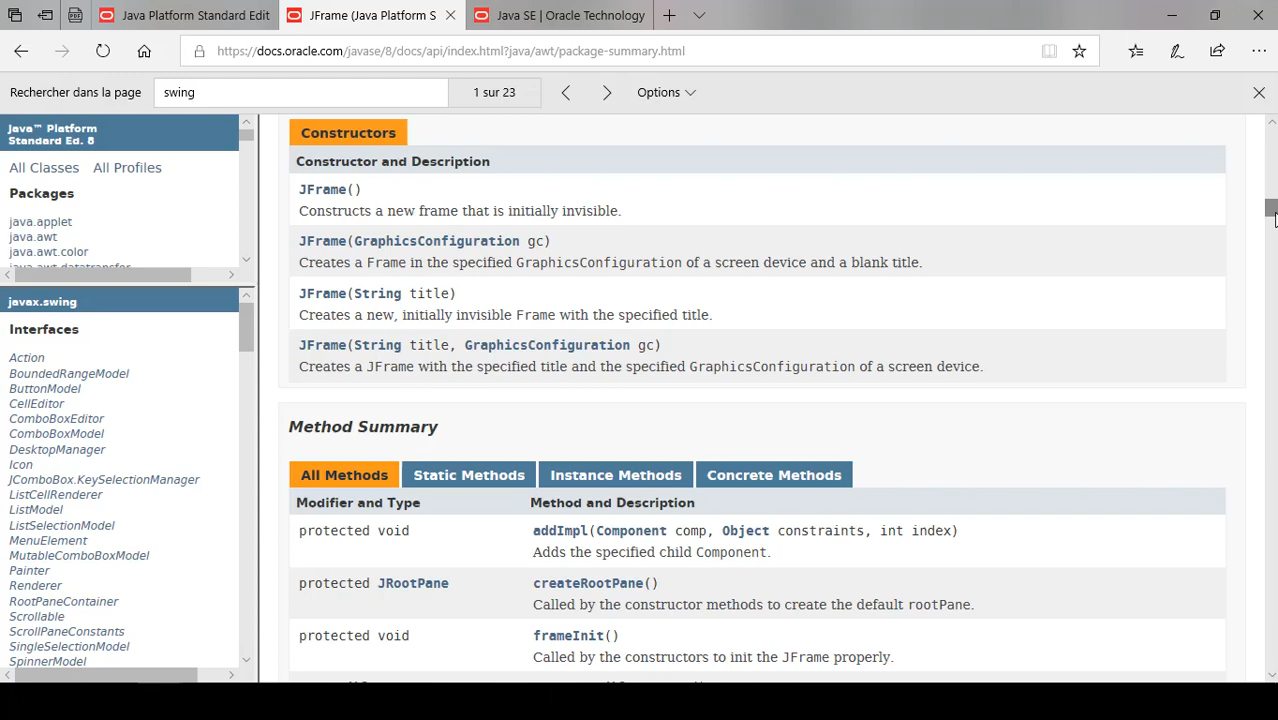 Java Platform Standard Edit
JFrame (Java Platform S
Java SE | Oracle Technology
https://docs.oracle.com/javase/8/docs/api/index.html?java/awt/package-summary.html
Rechercher dans la page
swing
1 sur 23
Options
Java™ Platform
Standard Ed. 8
All Classes All Profiles
Packages
java.applet
java.awt
java.awt.color
java.awt.datatransfer
javax.swing
Interfaces
Action
BoundedRangeModel
ButtonModel
CellEditor
ComboBoxEditor
ComboBoxModel
DesktopManager
Icon
JComboBox.KeySelectionManager
ListCellRenderer
ListModel
ListSelectionModel
MenuElement
MutableComboBoxModel
Painter
Renderer
RootPaneContainer
Scrollable
ScrollPaneConstants
SingleSelectionModel
SpinnerModel
Constructors
Constructor and Description
JFrame()
Constructs a new frame that is initially invisible.
JFrame(GraphicsConfiguration gc)
Creates a Frame in the specified GraphicsConfiguration of a screen device and a blank title.
JFrame(String title)
Creates a new, initially invisible Frame with the specified title.
JFrame(String title, GraphicsConfiguration gc)
Creates a JFrame with the specified title and the specified GraphicsConfiguration of a screen device.
Method Summary
All Methods Static Methods Instance Methods Concrete Methods
Modifier and Type Method and Description
protected void addImpl(Component comp, Object constraints, int index)
Adds the specified child Component.
protected JRootPane createRootPane()
Called by the constructor methods to create the default rootPane.
protected void frameInit()
Called by the constructors to init the JFrame properly.